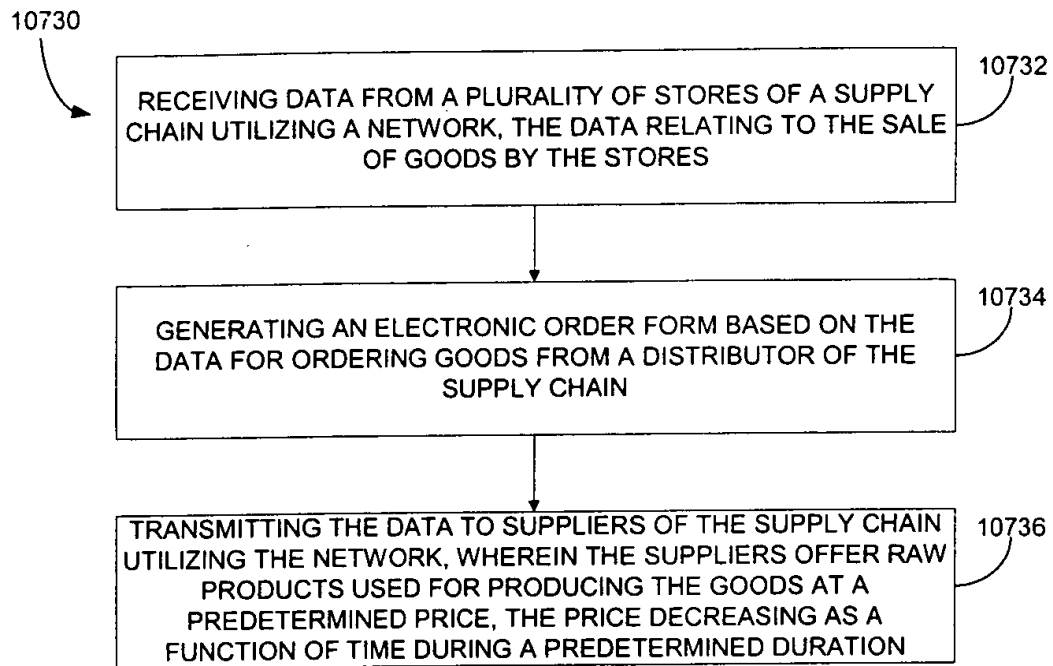 10730
10732
RECEIVING DATA FROM A PLURALITY OF STORES OF A SUPPLY
CHAIN UTILIZING A NETWORK, THE DATA RELATING TO THE SALE
OF GOODS BY THE STORES
10734
GENERATING AN ELECTRONIC ORDER FORM BASED ON THE
DATA FOR ORDERING GOODS FROM A DISTRIBUTOR OF THE
SUPPLY CHAIN
TRANSMITTING THE DATA TO SUPPLIERS OF THE SUPPLY CHAIN
10736
UTILIZING THE NETWORK, WHEREIN THE SUPPLIERS OFFER RAW
PRODUCTS USED FOR PRODUCING THE GOODS AT A
PREDETERMINED PRICE, THE PRICE DECREASING AS A
FUNCTION OF TIME DURING A PREDETERMINED DURATION